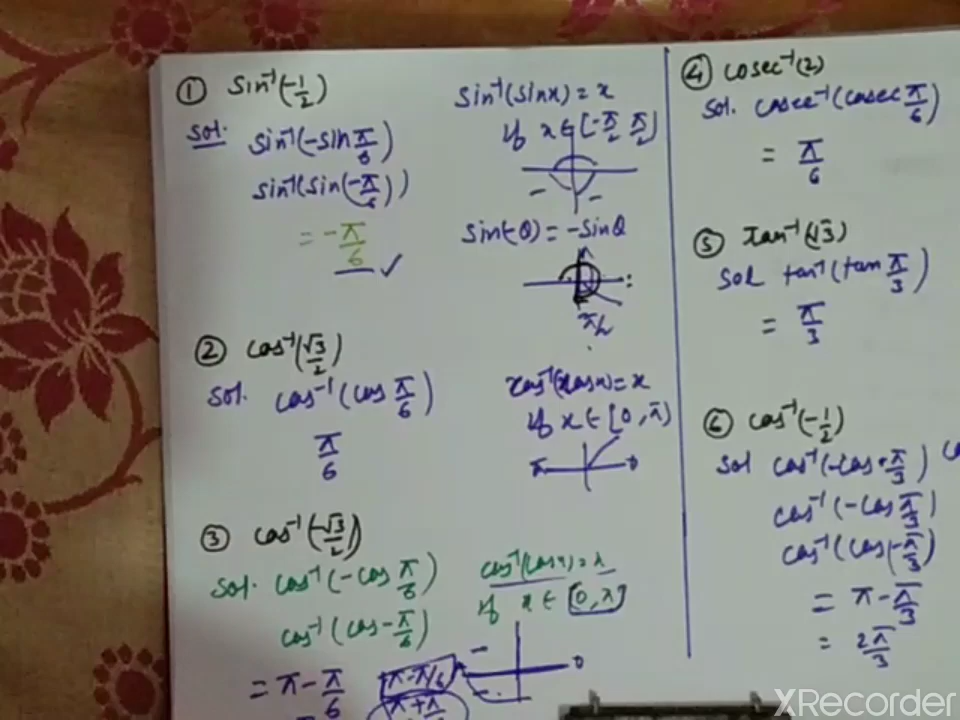 ① Sin⁻¹(-1/2)
Sol. Sin⁻¹(-Sin π/6)
Sin⁻¹(Sin(-π/6))
= -π/6 ✓
Sin⁻¹(Sinx) = x
if x ∈ [-π/2 π/2]
Sin(-θ) = -Sinθ
π/2
② Cos⁻¹(√3/2)
Sol. Cos⁻¹(Cos π/6)
π/6
Cos⁻¹(Cosx) = x
if x ∈ [0, π)
π 0
③ Cos⁻¹(-√3/2)
Sol. Cos⁻¹(-Cos π/6)
Cos⁻¹(Cos -π/6)
= π - π/6
Cos⁻¹(Cosx) = x
if x ∈ [0, π]
0
π-π/6
π+π
④ Cosec⁻¹(2)
Sol. Cosec⁻¹(Cosec π/6)
= π/6
⑤ tan⁻¹(√3)
Sol tan⁻¹(tan π/3)
= π/3
⑥ Cos⁻¹(-1/2)
Sol Cos⁻¹(-Cos π/3)
Cos⁻¹(-Cos π/3)
Cos⁻¹(Cos(-π/3)
= π - π/3
= 2π/3
XRecorder